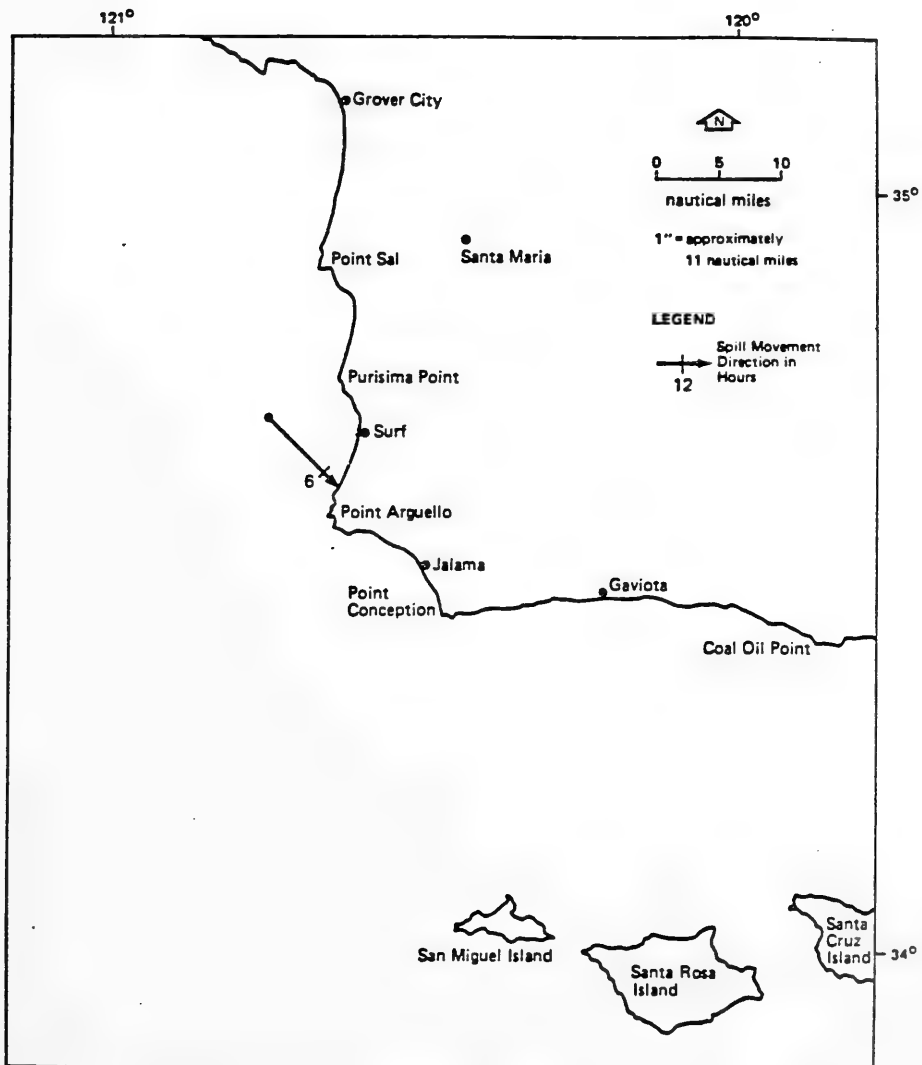 121°
120°
Grover City
N
0 5 10
nautical miles
35°
1" = approximately
11 nautical miles
Point Sal
Santa Maria
LEGEND
Spill Movement
Direction in
Hours
12
Purisima Point
Surf
6
Point Arguello
Jalama
Point
Conception
Gaviota
Coal Oil Point
San Miguel Island
Santa Rosa
Island
Santa
Cruz
Island
34°